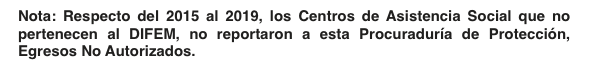 Nota: Respecto del 2015 al 2019, los Centros de Asistencia Social que no
pertenecen al DIFEM, no reportaron a esta Procuraduría de Protección,
Egresos No Autorizados.